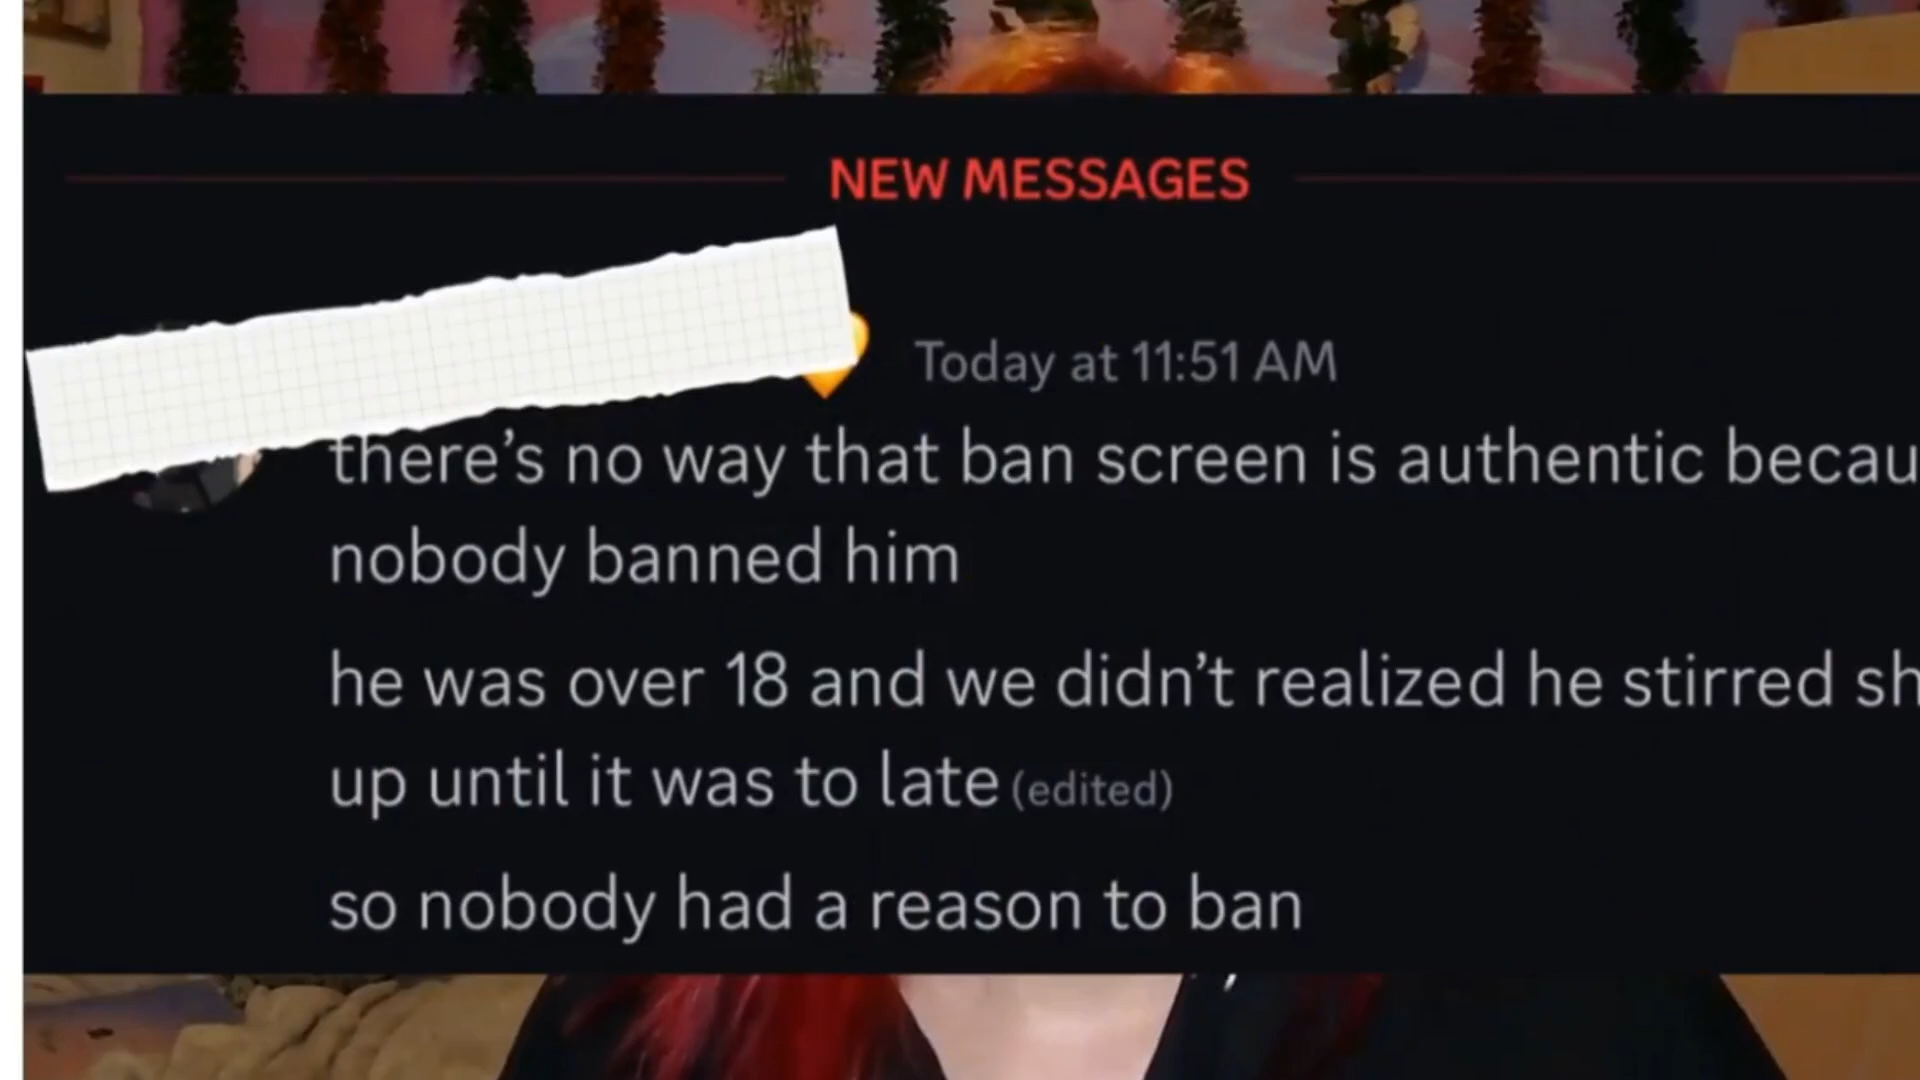 NEW MESSAGES
Today at 11:51 AM
there's no way that ban screen is authentic
nobody banned him
he was over 18 and we didn't realized he stirred
up until it was to late (edited)
so nobody had a reason to ban